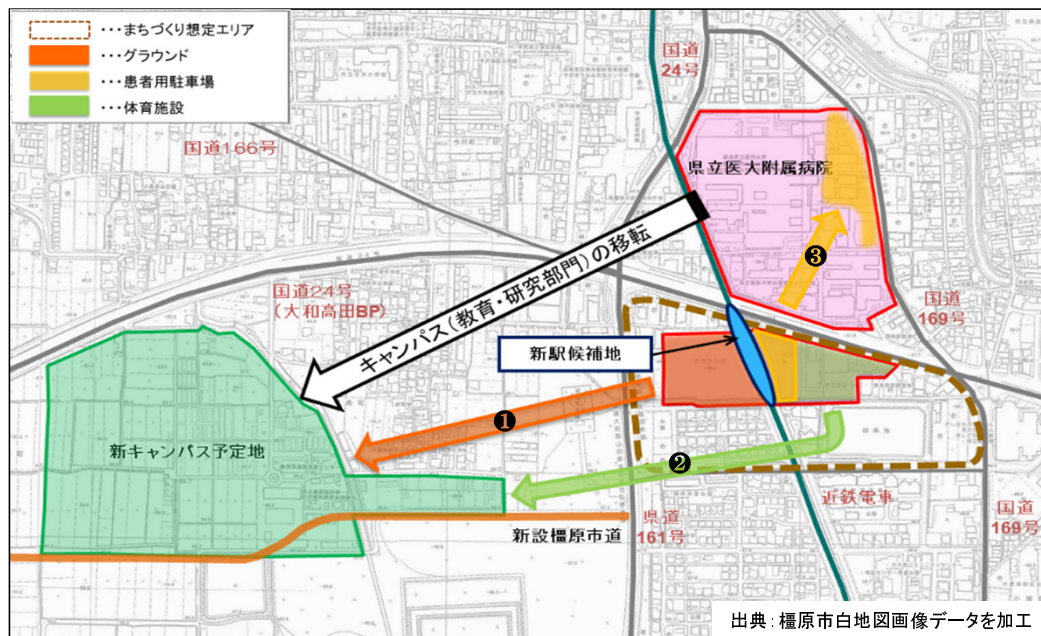 ・・・まちづくり想定エリア
・・・グラウンド
・・・患者用駐車場
・・・体育施設
国道
24号
国道166号
県立医大附属病院
キャンパス(教育・研究部門)の移転
❸
国道24号
(大和高田BP)
国道
169号
新駅候補地
❶
新キャンパス予定地
❷
近鉄電車
県道
161号
新設橿原市道
国道
169号
出典:橿原市白地図画像データを加工